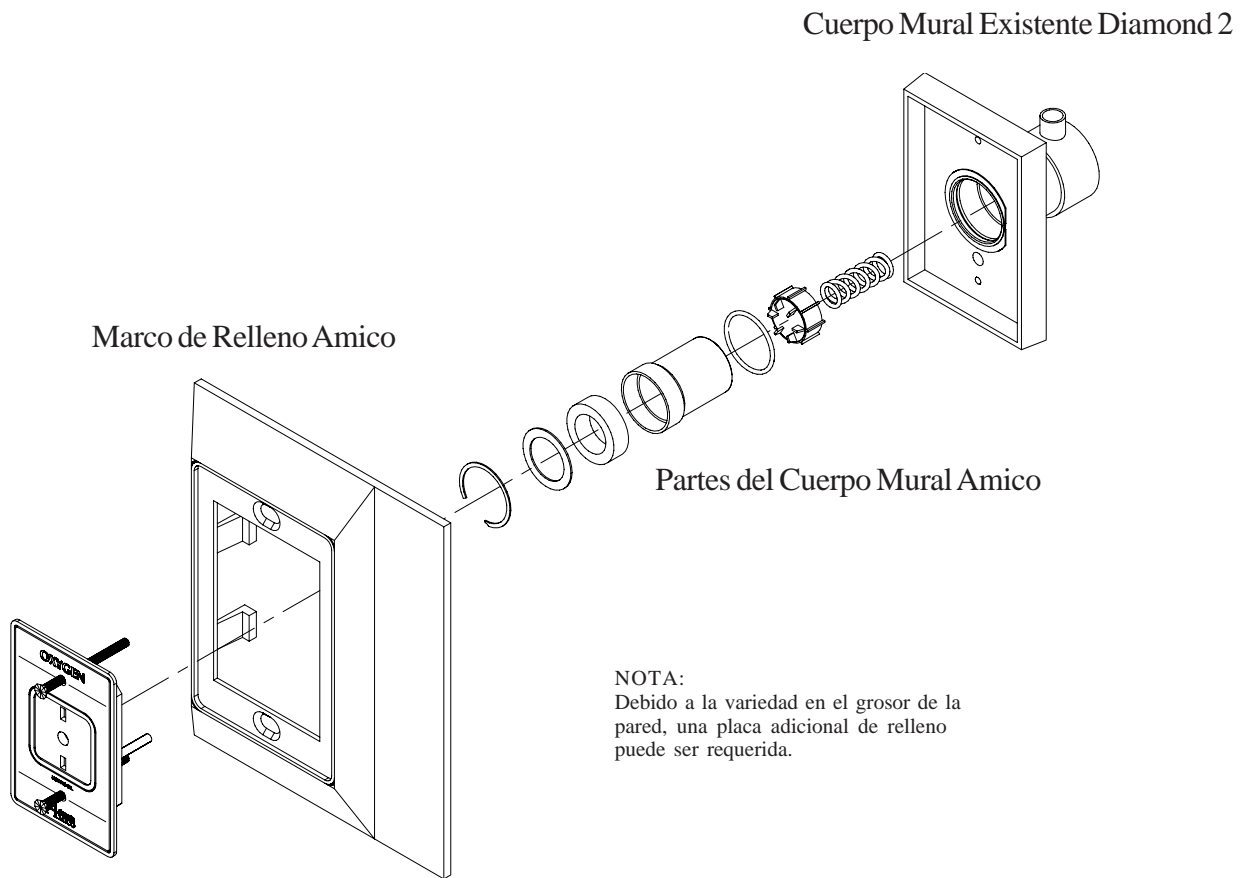 Cuerpo Mural Existente Diamond 2
Marco de Relleno Amico
Partes del Cuerpo Mural Amico
OXYGEN
NOTA:
Debido a la variedad en el grosor de la
pared, una placa adicional de relleno
puede ser requerida.